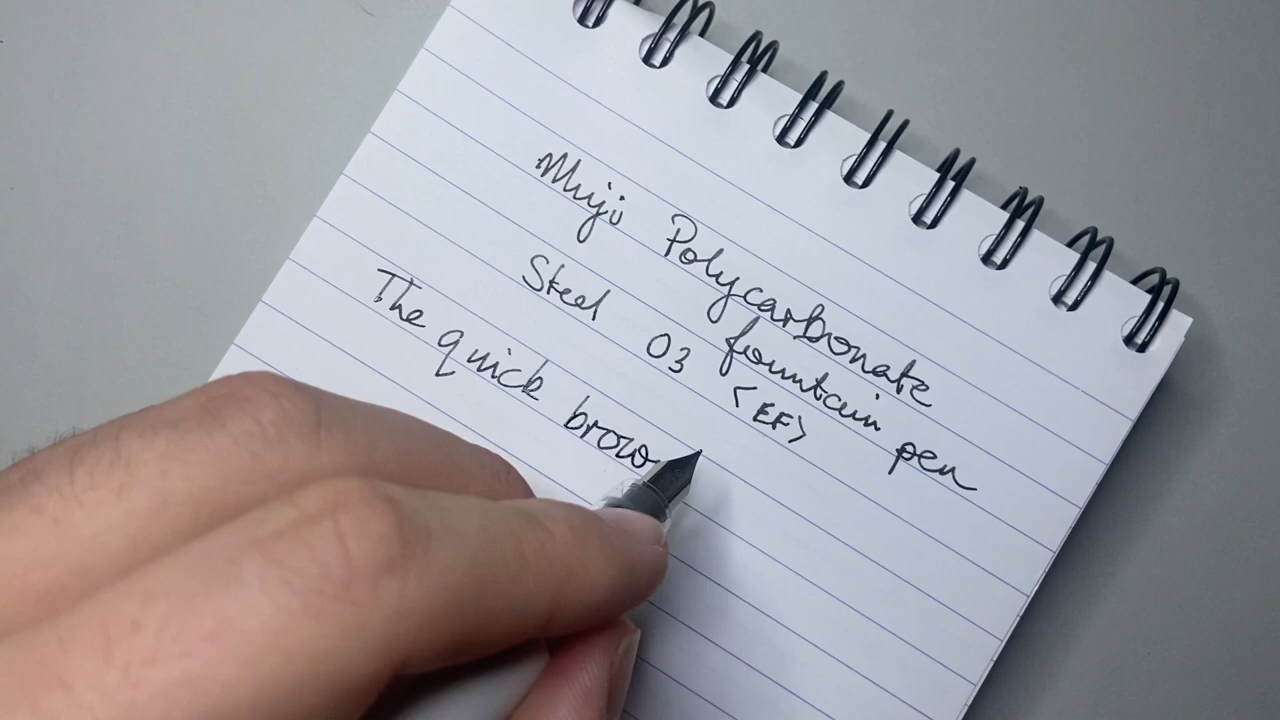 Muji Polycarbonate
Steel 03 fountain pen
<EF>
The quick brow